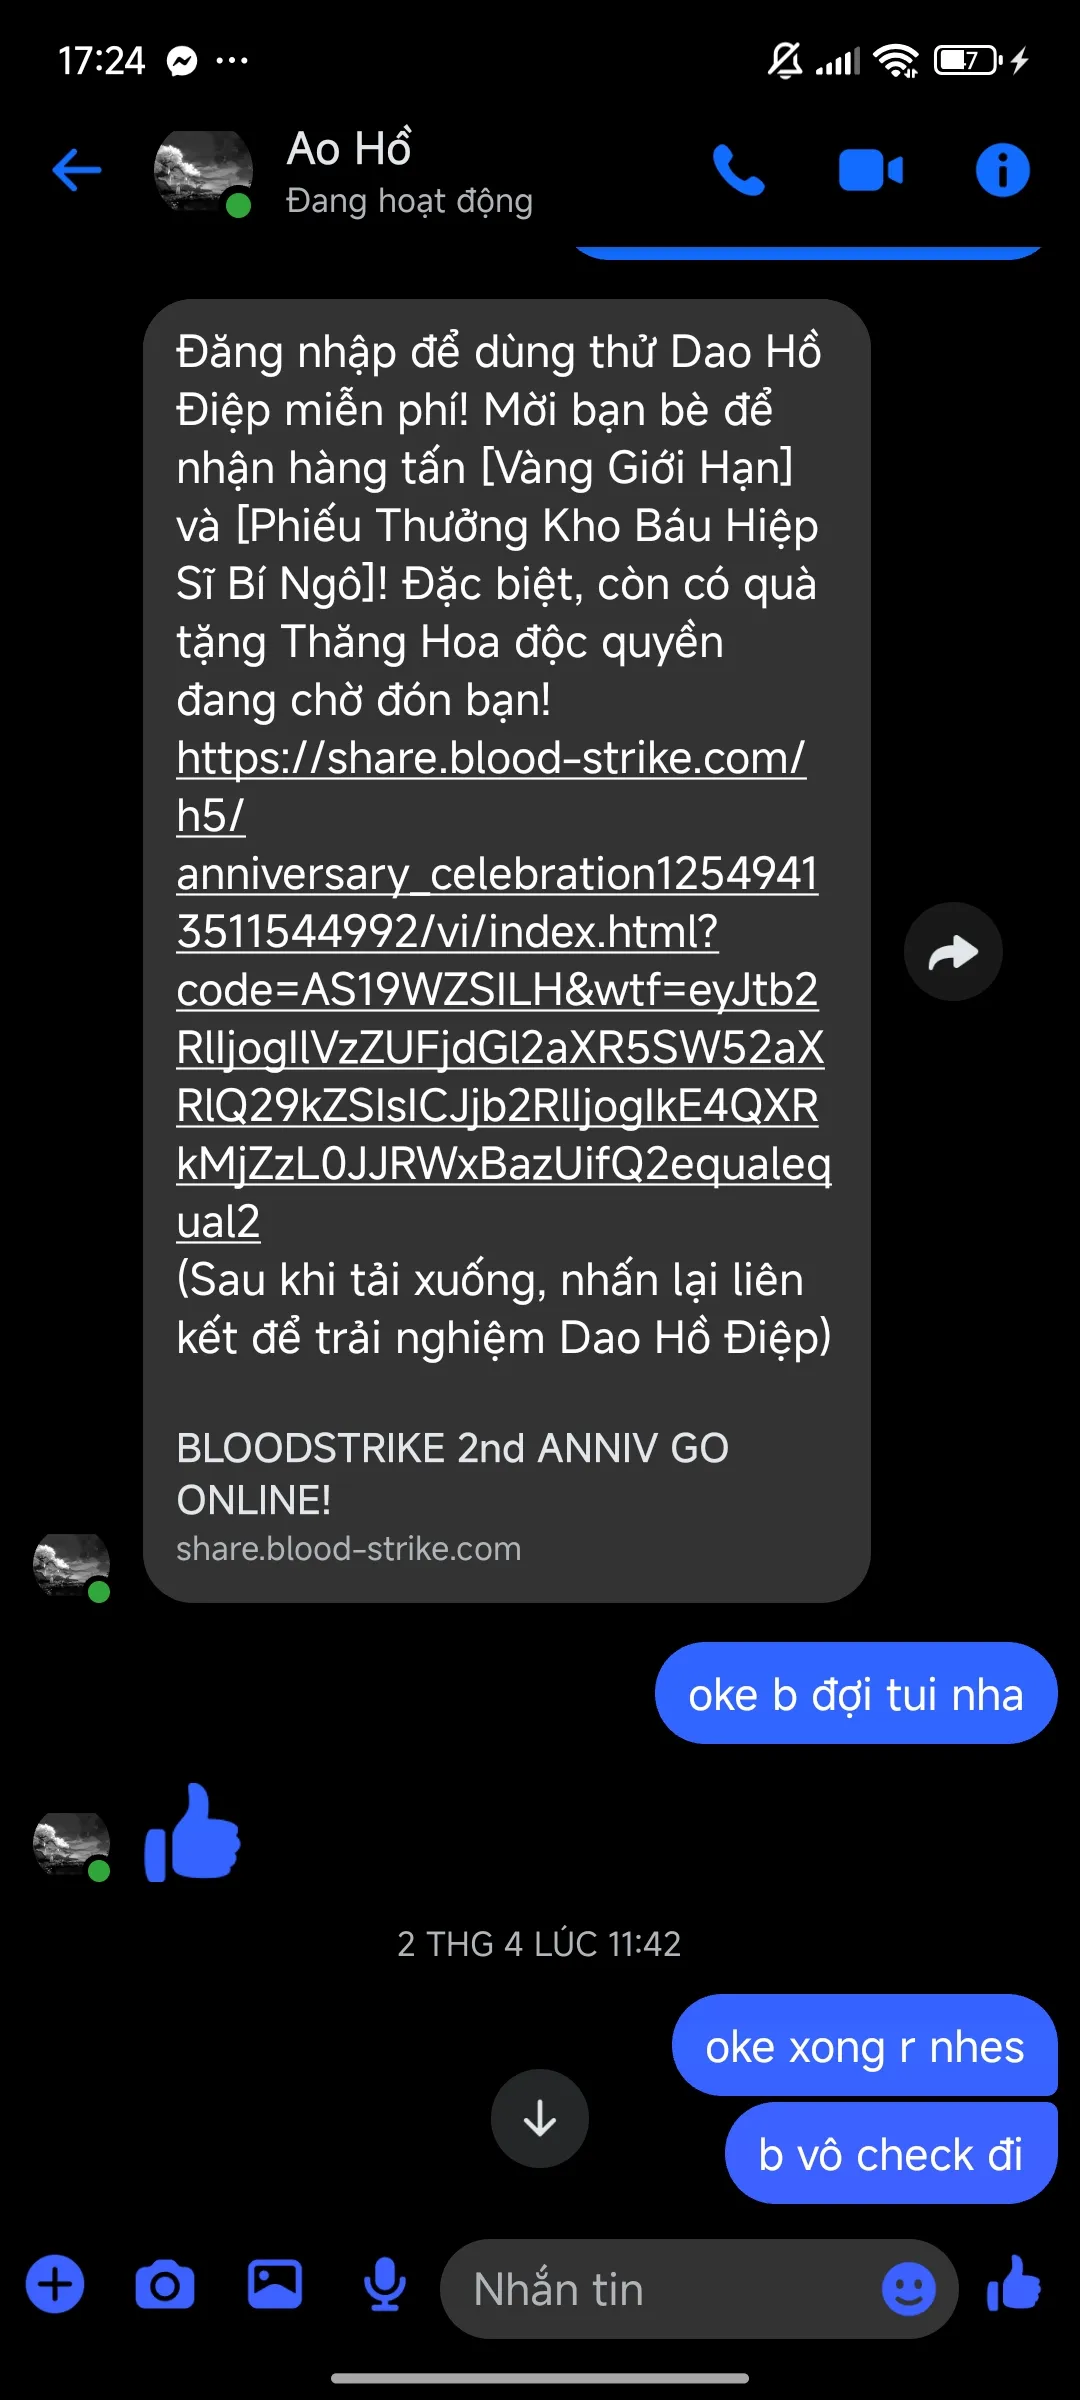 17:24
47
Ao Hồ
Đang hoạt động
Đăng nhập để dùng thử Dao Hồ
Điệp miễn phí! Mời bạn bè để
nhận hàng tấn [Vàng Giới Hạn]
và [Phiếu Thưởng Kho Báu Hiệp
Sĩ Bí Ngô]! Đặc biệt, còn có quà
tặng Thăng Hoa độc quyền
đang chờ đón bạn!
https://share.blood-strike.com/
h5/
anniversary_celebration1254941
3511544992/vi/index.html?
code=AS19WZSILH&wtf=eyJtb2
RlIjogIlVzZUFjdGl2aXR5SW52aX
RlQ29kZSIsICJjb2RlIjogIkE4QXR
kMjZzL0JJRWxBazUifQ2equaleq
ual2
(Sau khi tải xuống, nhấn lại liên
kết để trải nghiệm Dao Hồ Điệp)
BLOODSTRIKE 2nd ANNIV GO
ONLINE!
share.blood-strike.com
oke b đợi tui nha
2 THG 4 LÚC 11:42
oke xong r nhes
b vô check đi
Nhắn tin